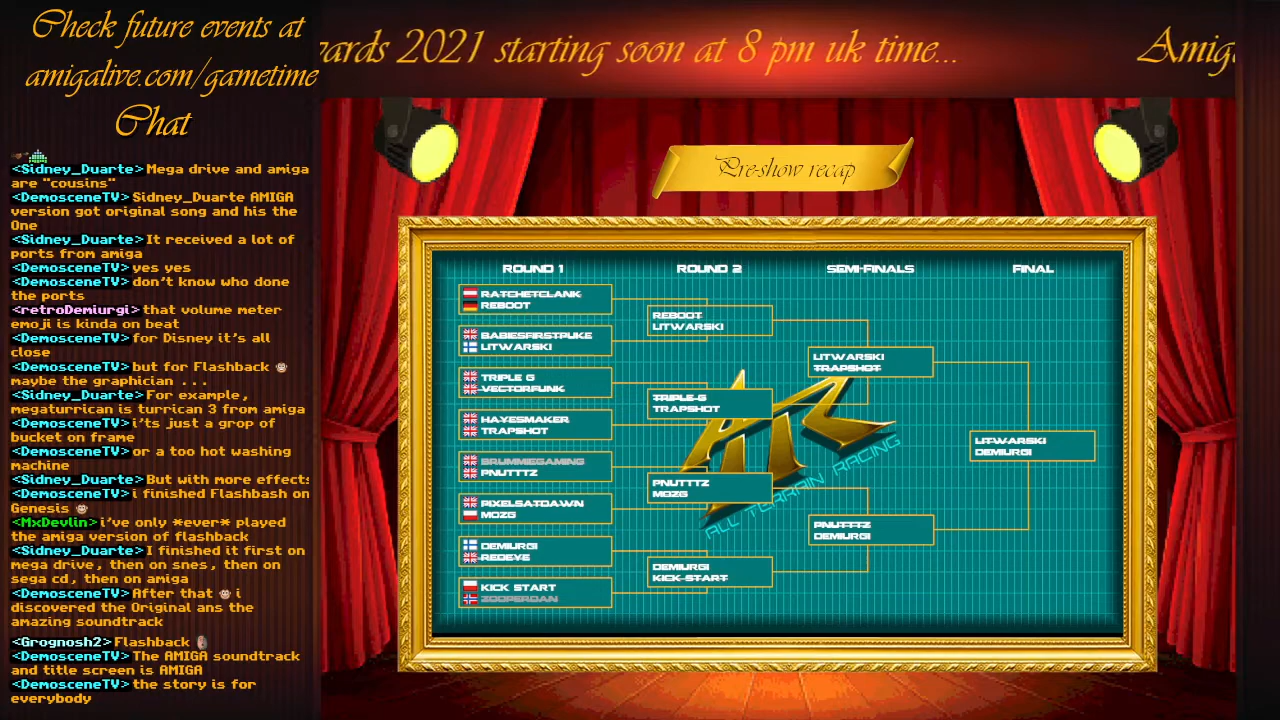 Check future events at
amigalive.com/gametime
Chat
<Sidney_Duarte>Mega drive and amiga
are "cousins"
<DemosceneTV>Sidney_Duarte AMIGA
version got original song and his the
One
<Sidney_Duarte>It received a lot of
ports from amiga
<DemosceneTV>yes yes
<DemosceneTV>don't know who done
the ports
<retroDemiurgi>that volume meter
emoji is kinda on beat
<DemosceneTV>for Disney it's all
close
<DemosceneTV>but for Flashback
maybe the graphician ...
<Sidney_Duarte>For example,
megaturrican is turrican 3 from amiga
<DemosceneTV>i'ts just a grop of
bucket on frame
<DemosceneTV>or a too hot washing
machine
<Sidney_Duarte>But with more effects
<DemosceneTV>i finished Flashbash on
Genesis
<MxDevlin>i've only *ever* played
the amiga version of flashback
<Sidney_Duarte>I finished it first on
mega drive, then on snes, then on
sega cd, then on amiga
<DemosceneTV>After that i
discovered the Original ans the
amazing soundtrack
<Grognosh2>Flashback
<DemosceneTV>The AMIGA soundtrack
and title screen is AMIGA
<DemosceneTV>the story is for
everybody
wards 2021 starting soon at 8 pm uk time... Amiga
Pre-show recap
ROUND 1 ROUND 2 SEMI-FINALS FINAL
RATCHETCLANK
REBOOT
BABIESFIRSTPUKE
LITWARSKI
TRIPLE G
VECTORFUNK
HAYESMAKER
TRAPSHOT
BRUMMIEGAMING
PNUTTTZ
PIXELSATDAWN
MOZG
DEMIURGI
REDEYE
KICK START
ZOOPERDAN
REBOOT
LITWARSKI
TRIPLE G
TRAPSHOT
PNUTTTZ
MOZG
DEMIURGI
KICK START
LITWARSKI
TRAPSHOT
PNUTTTZ
DEMIURGI
LITWARSKI
DEMIURGI
ATR
ALL TERRAIN RACING